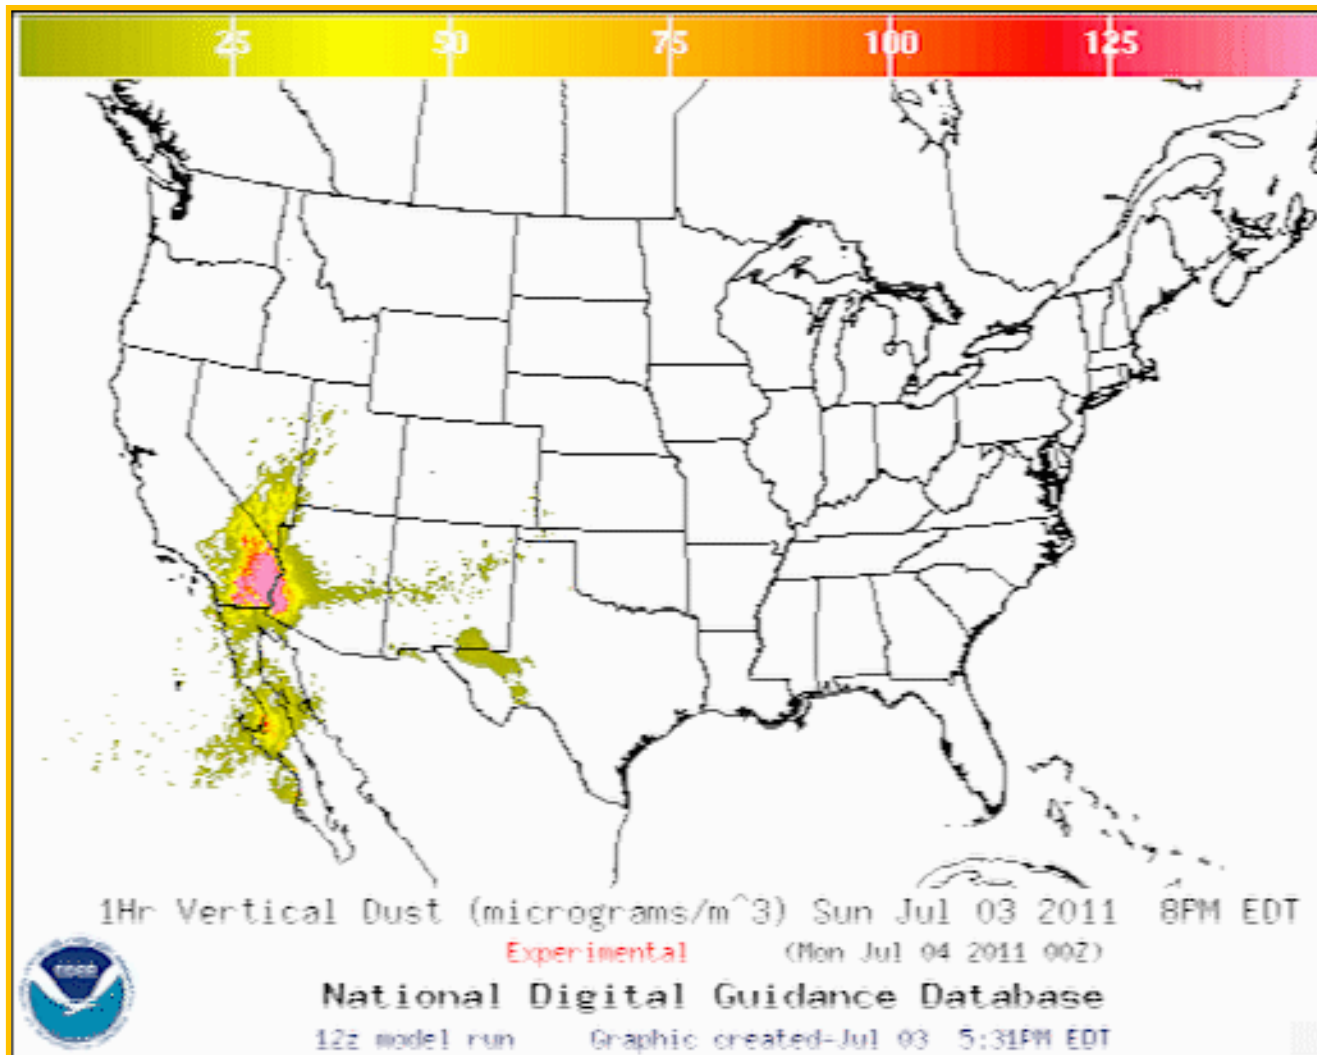 25 50 75 100 125
1Hr Vertical Dust (micrograms/m^3) Sun Jul 03 2011 8PM EDT
Experimental (Mon Jul 04 2011 00Z)
National Digital Guidance Database
12z model run Graphic created-Jul 03 5:31PM EDT